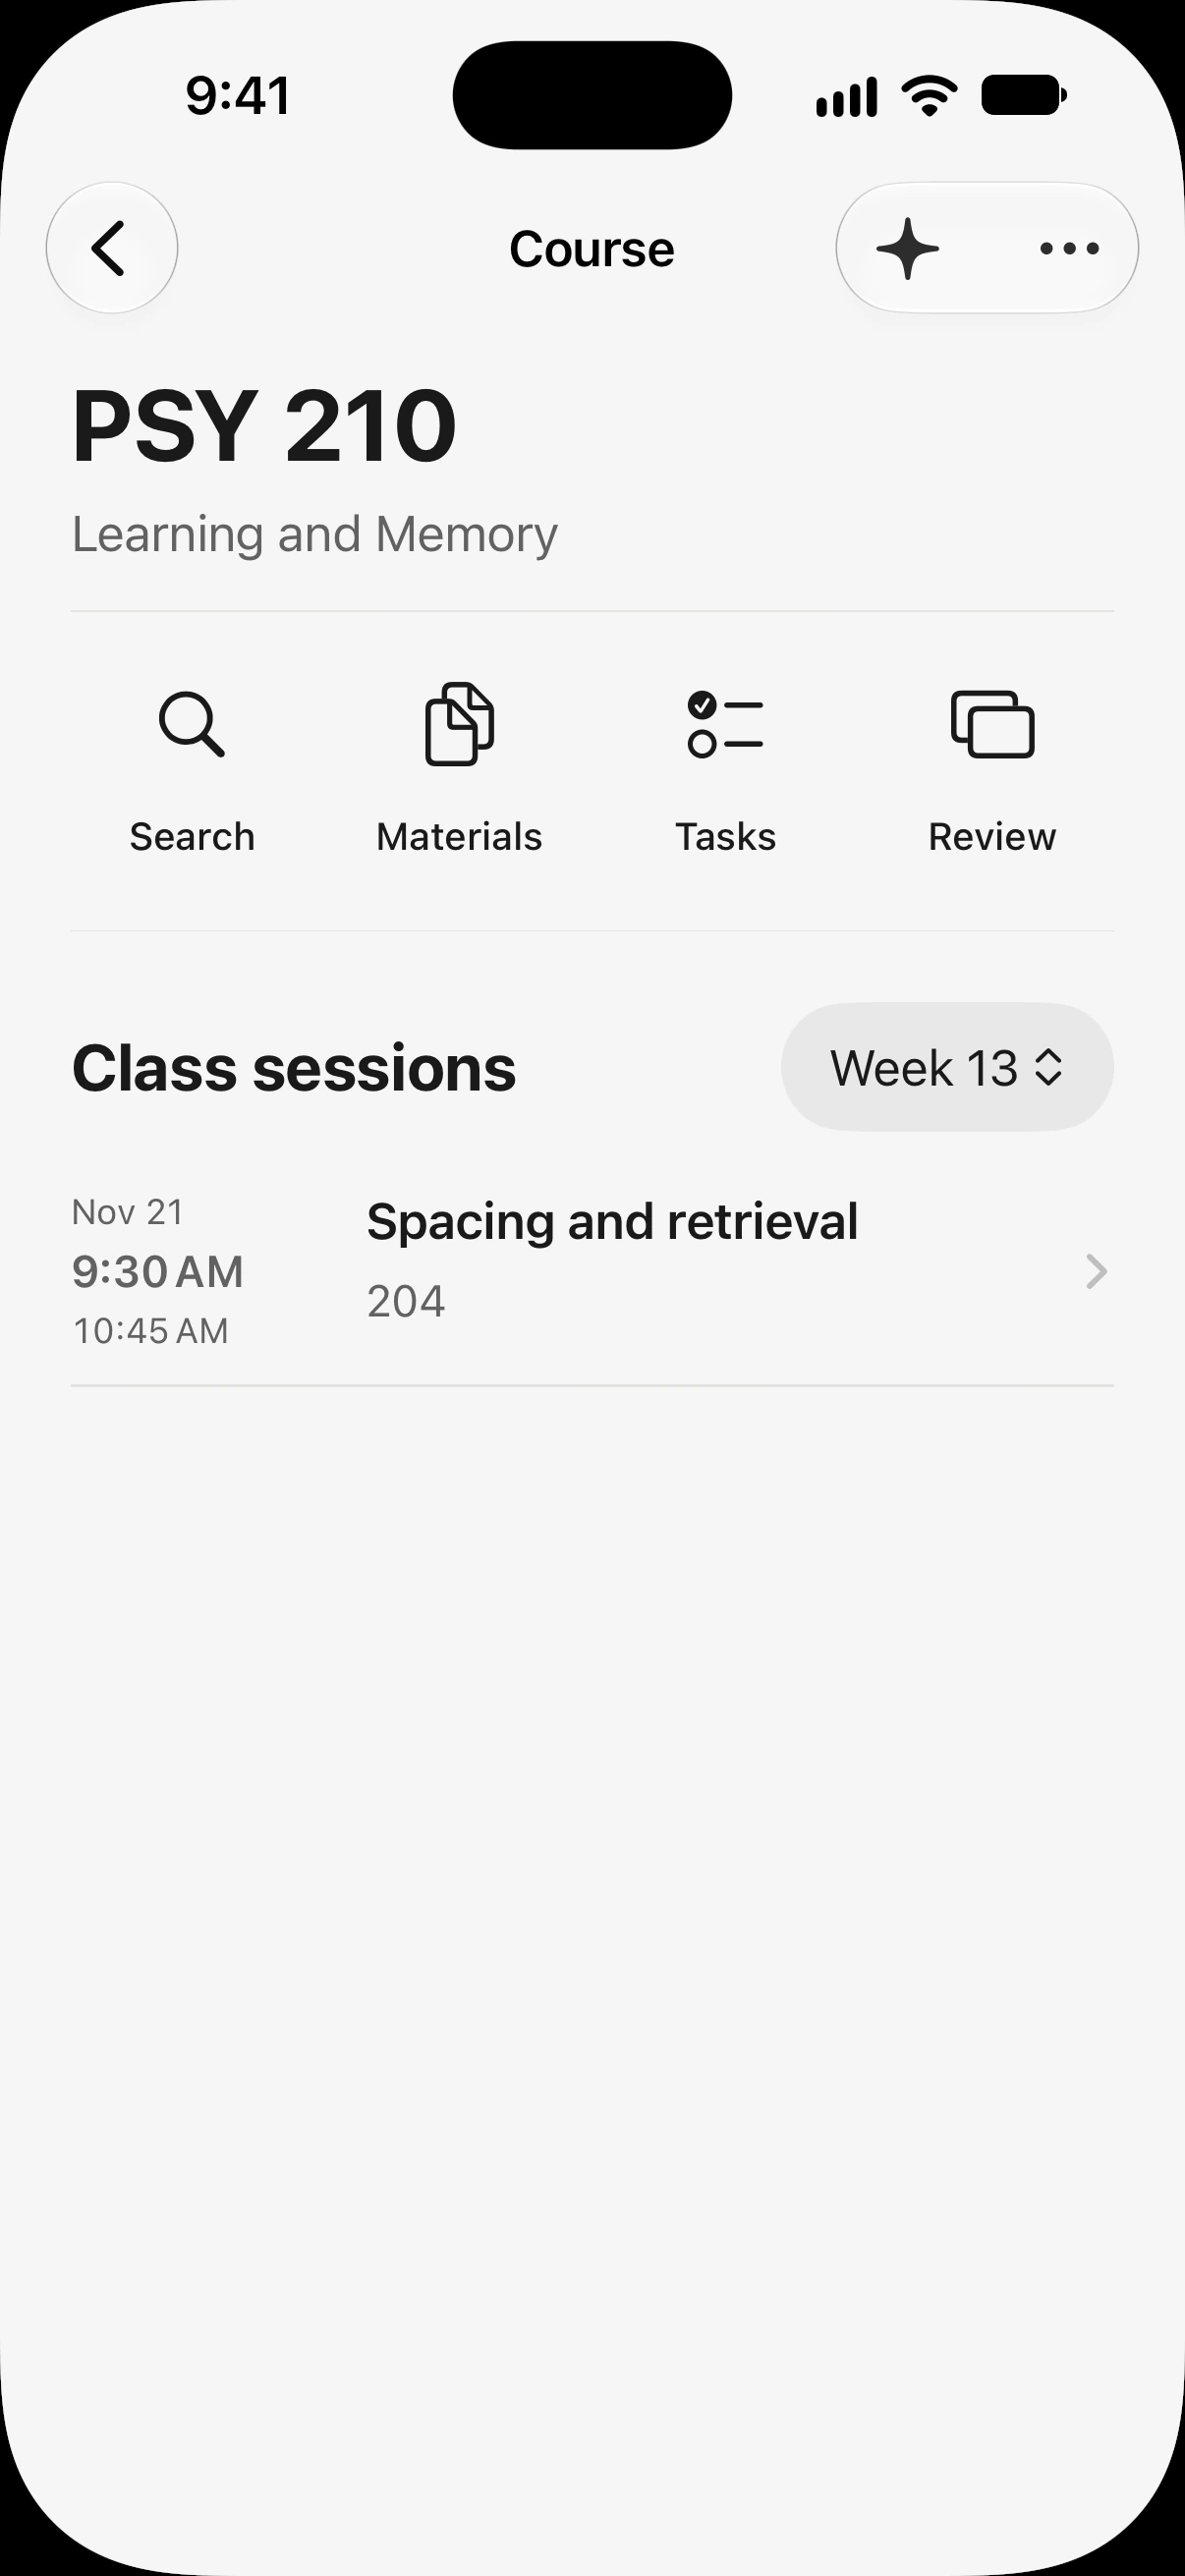 9:41
Course
PSY 210
Learning and Memory
Search
Materials
Tasks
Review
Class sessions
Week 13
Nov 21
9:30 AM
10:45 AM
Spacing and retrieval
204